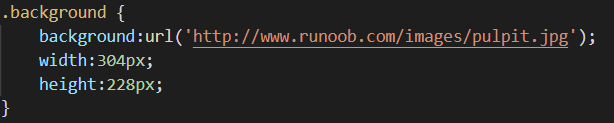 .background {
    background:url('http://www.runoob.com/images/pulpit.jpg');
    width:304px;
    height:228px;
}